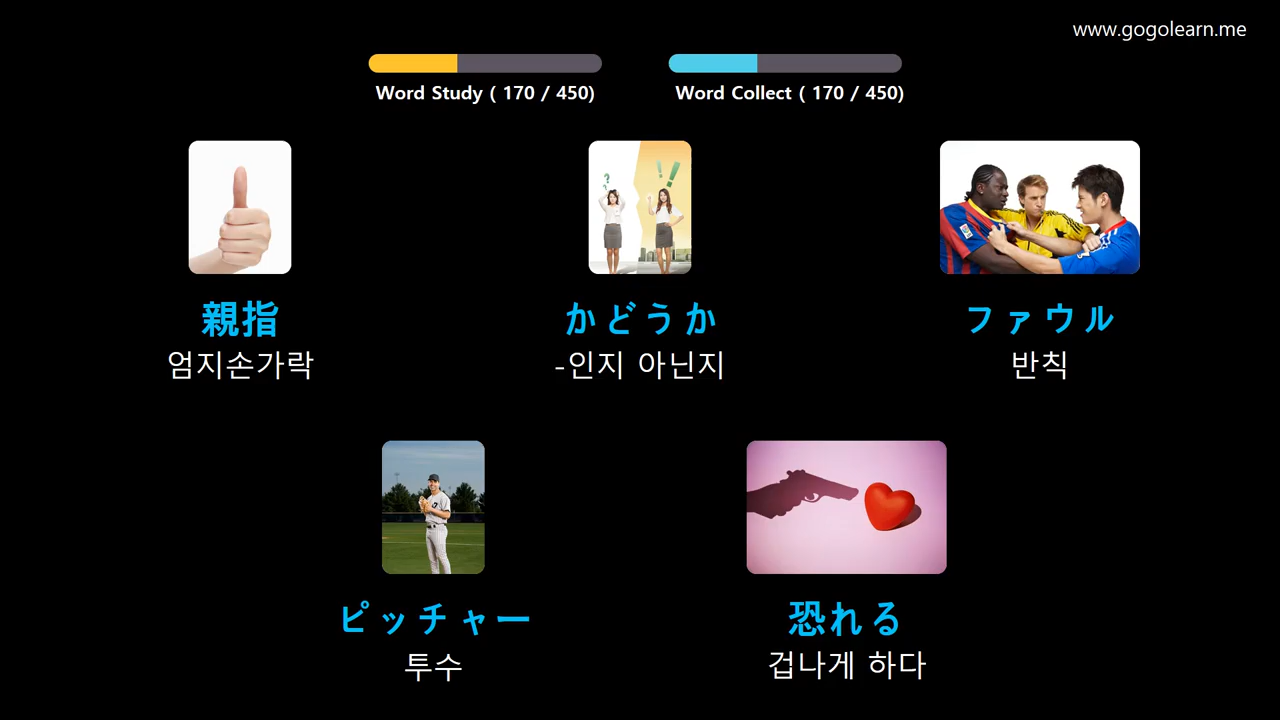 www.gogolearn.me
Word Study ( 170 / 450)
Word Collect ( 170 / 450)
親指
엄지손가락
かどうか
-인지 아닌지
ファウル
반칙
ピッチャー
투수
恐れる
겁나게 하다